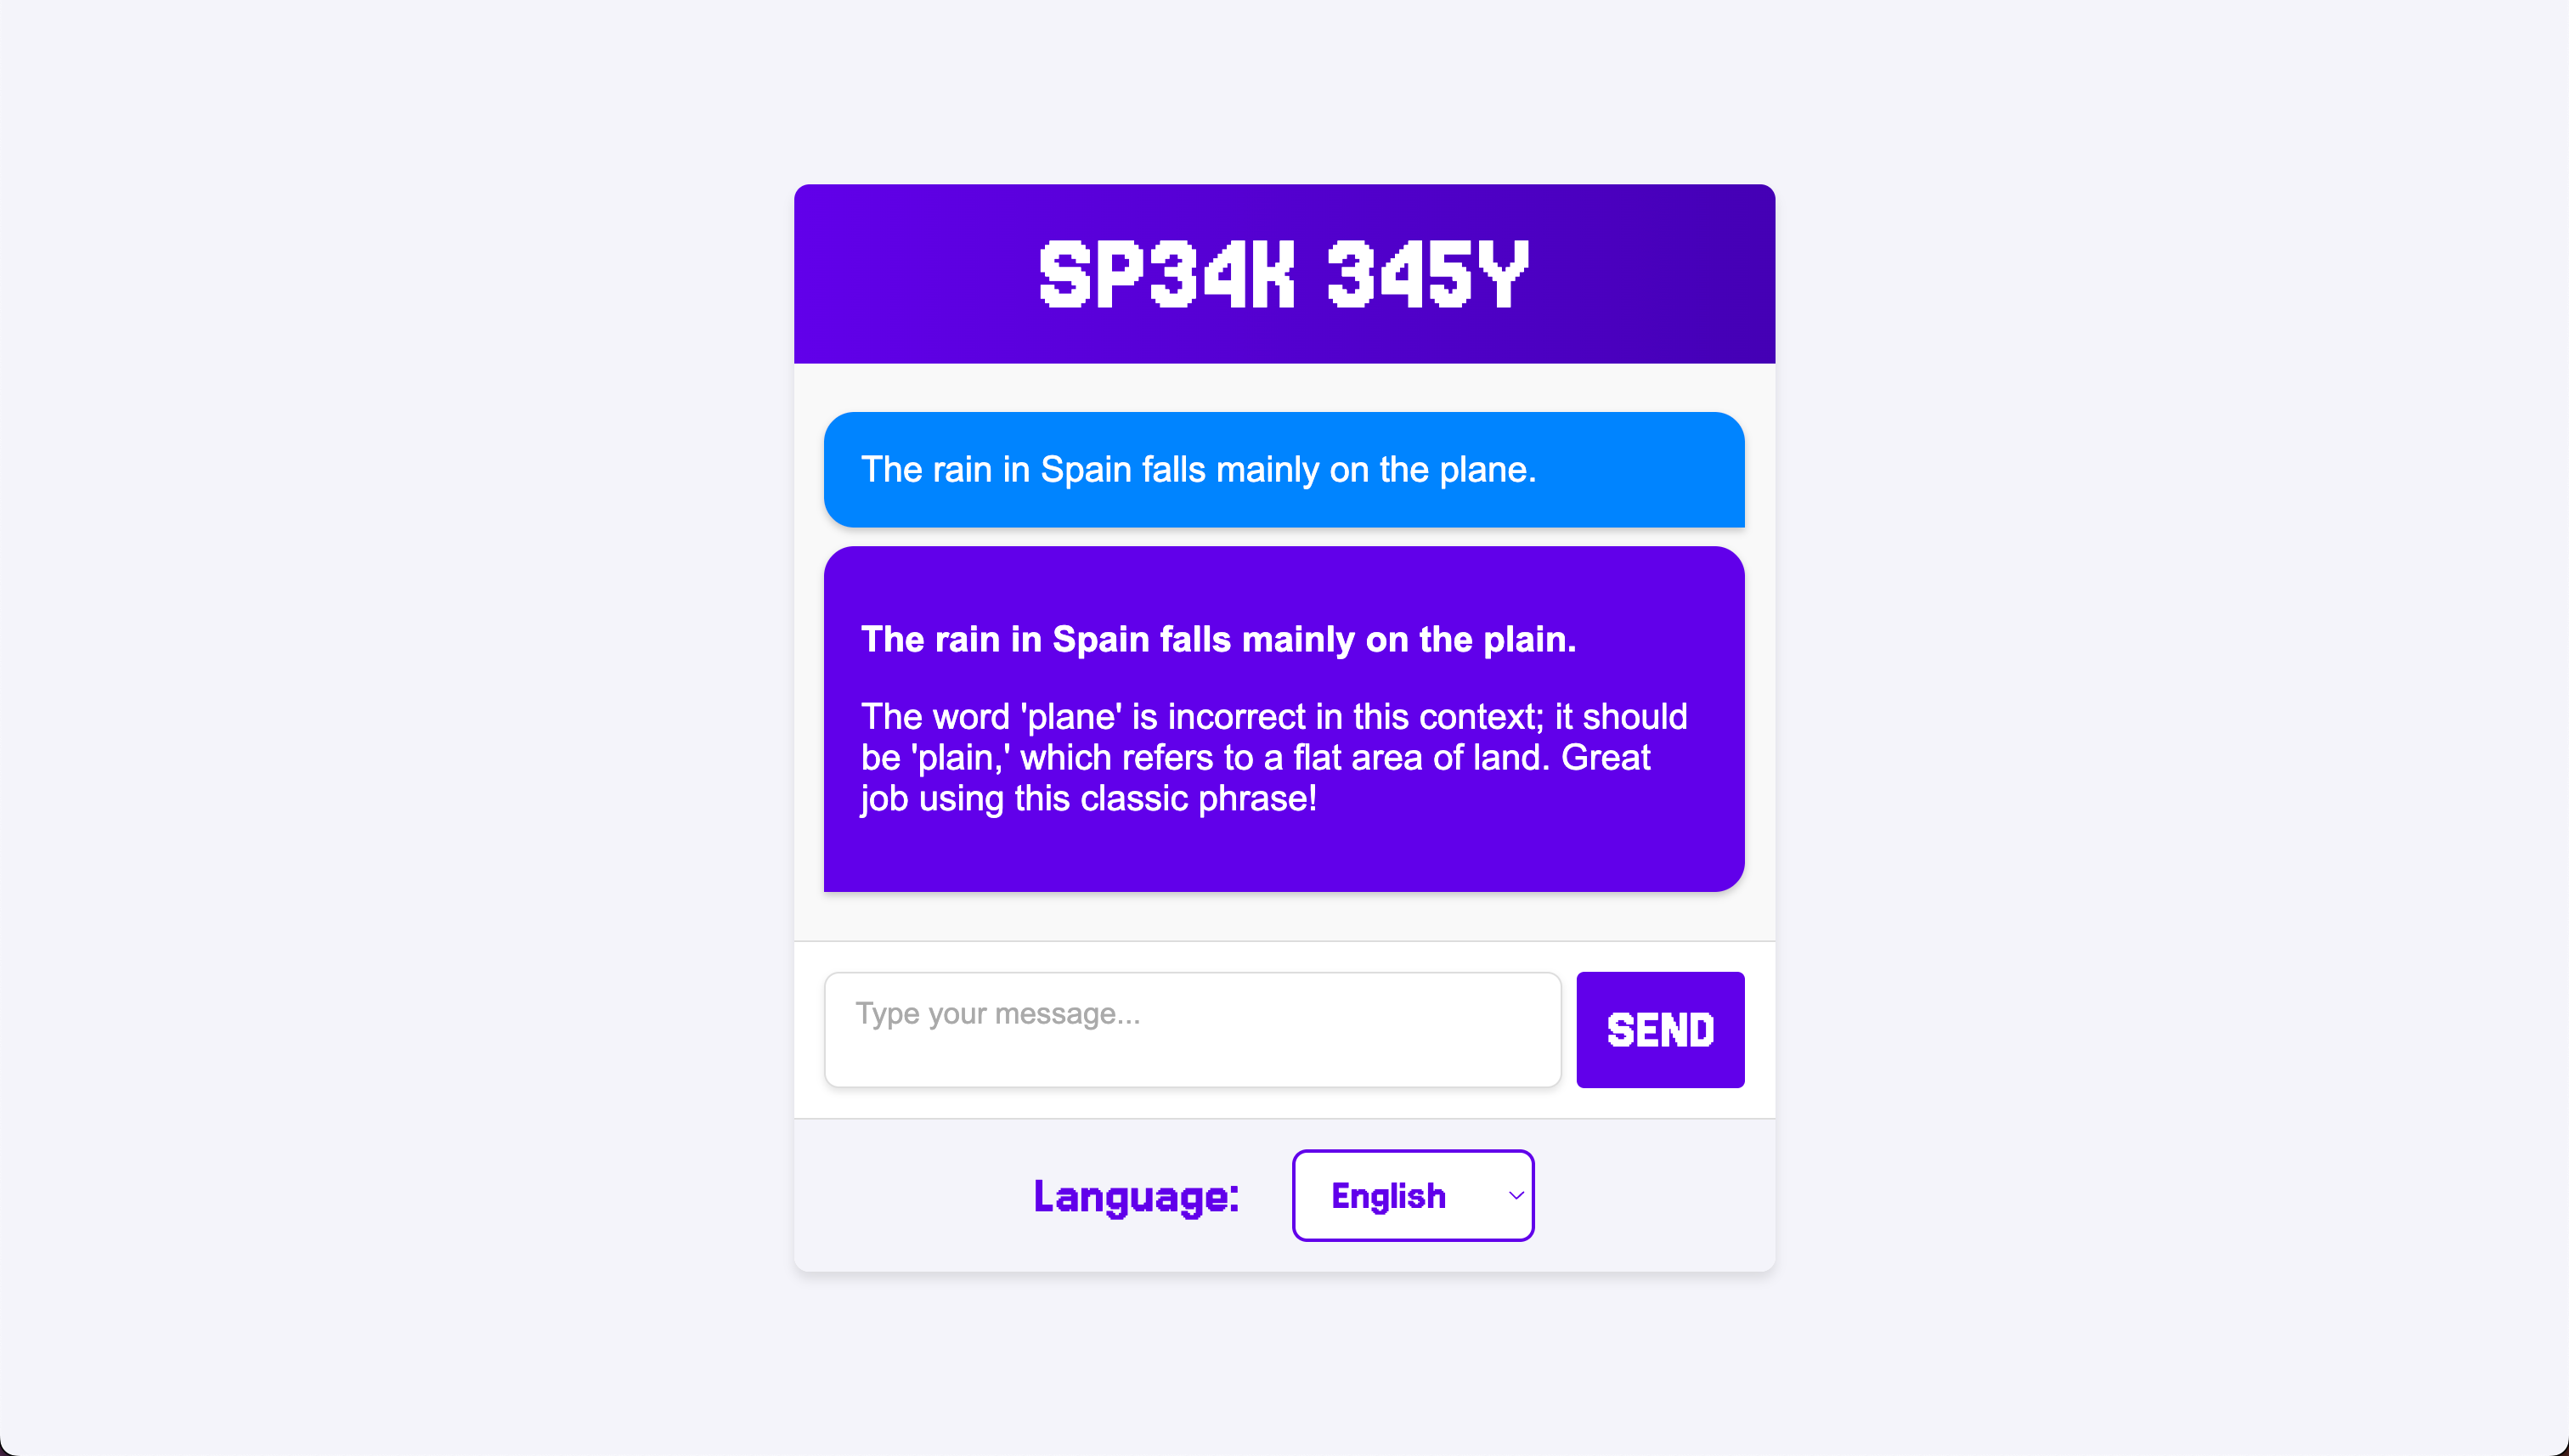 SP34K 345Y
The rain in Spain falls mainly on the plane.
The rain in Spain falls mainly on the plain.
The word 'plane' is incorrect in this context; it should
be 'plain,' which refers to a flat area of land. Great
job using this classic phrase!
Type your message...
SEND
Language:
English